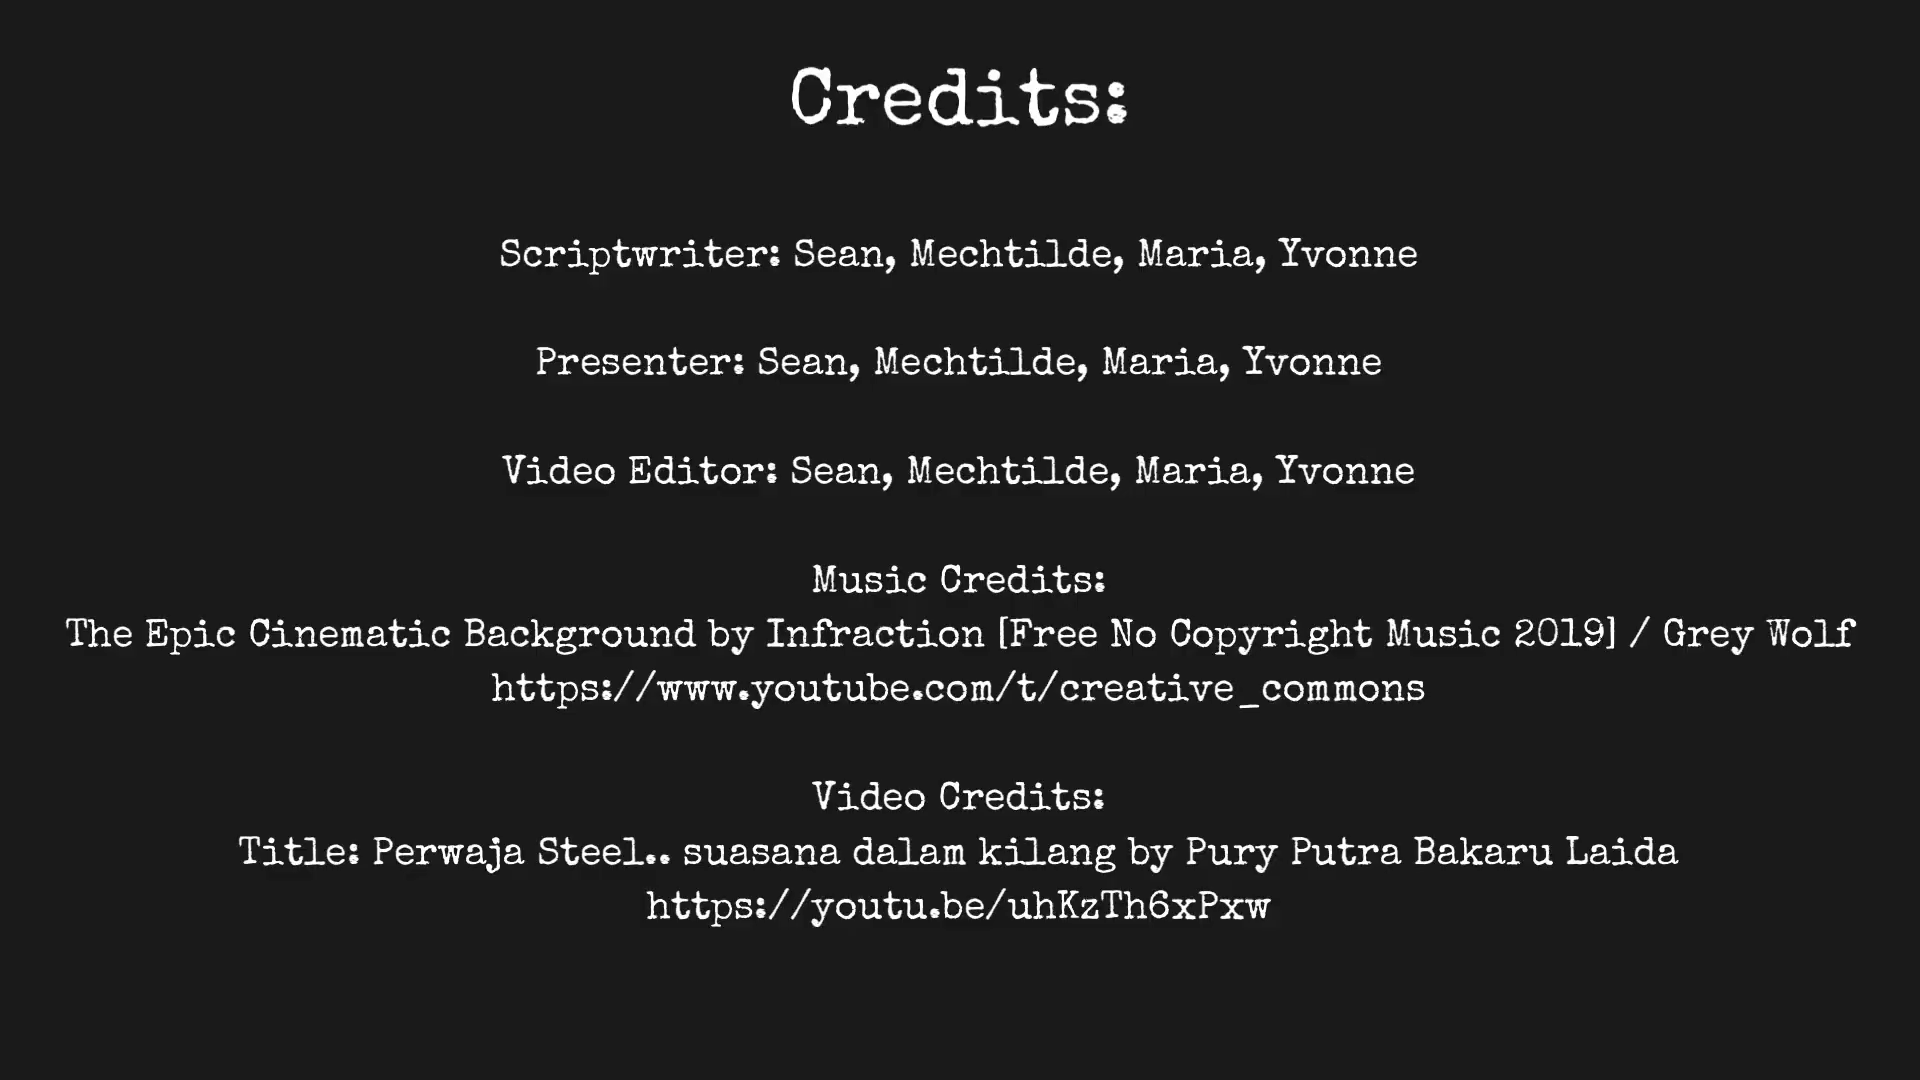 Credits:
Scriptwriter: Sean, Mechtilde, Maria, Yvonne
Presenter: Sean, Mechtilde, Maria, Yvonne
Video Editor: Sean, Mechtilde, Maria, Yvonne
Music Credits:
The Epic Cinematic Background by Infraction [Free No Copyright Music 2019] / Grey Wolf
https://www.youtube.com/t/creative_commons
Video Credits:
Title: Perwaja Steel.. suasana dalam kilang by Pury Putra Bakaru Laida
https://youtu.be/uhKzTh6xPxw